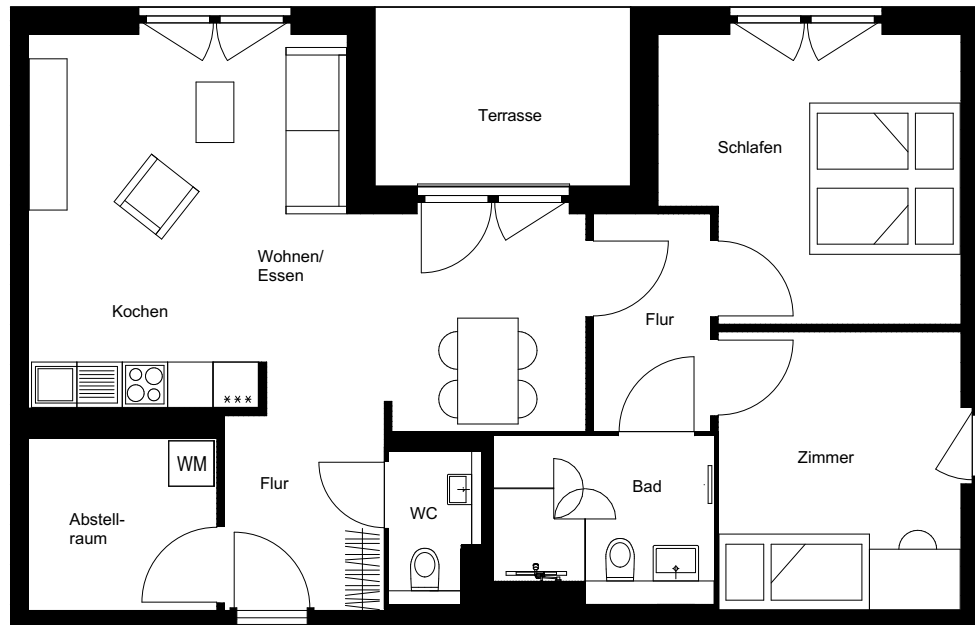 Terrasse
Schlafen
Wohnen/
Essen
Kochen
Flur
***
Zimmer
WM
Flur
Bad
WC
Abstell-
raum